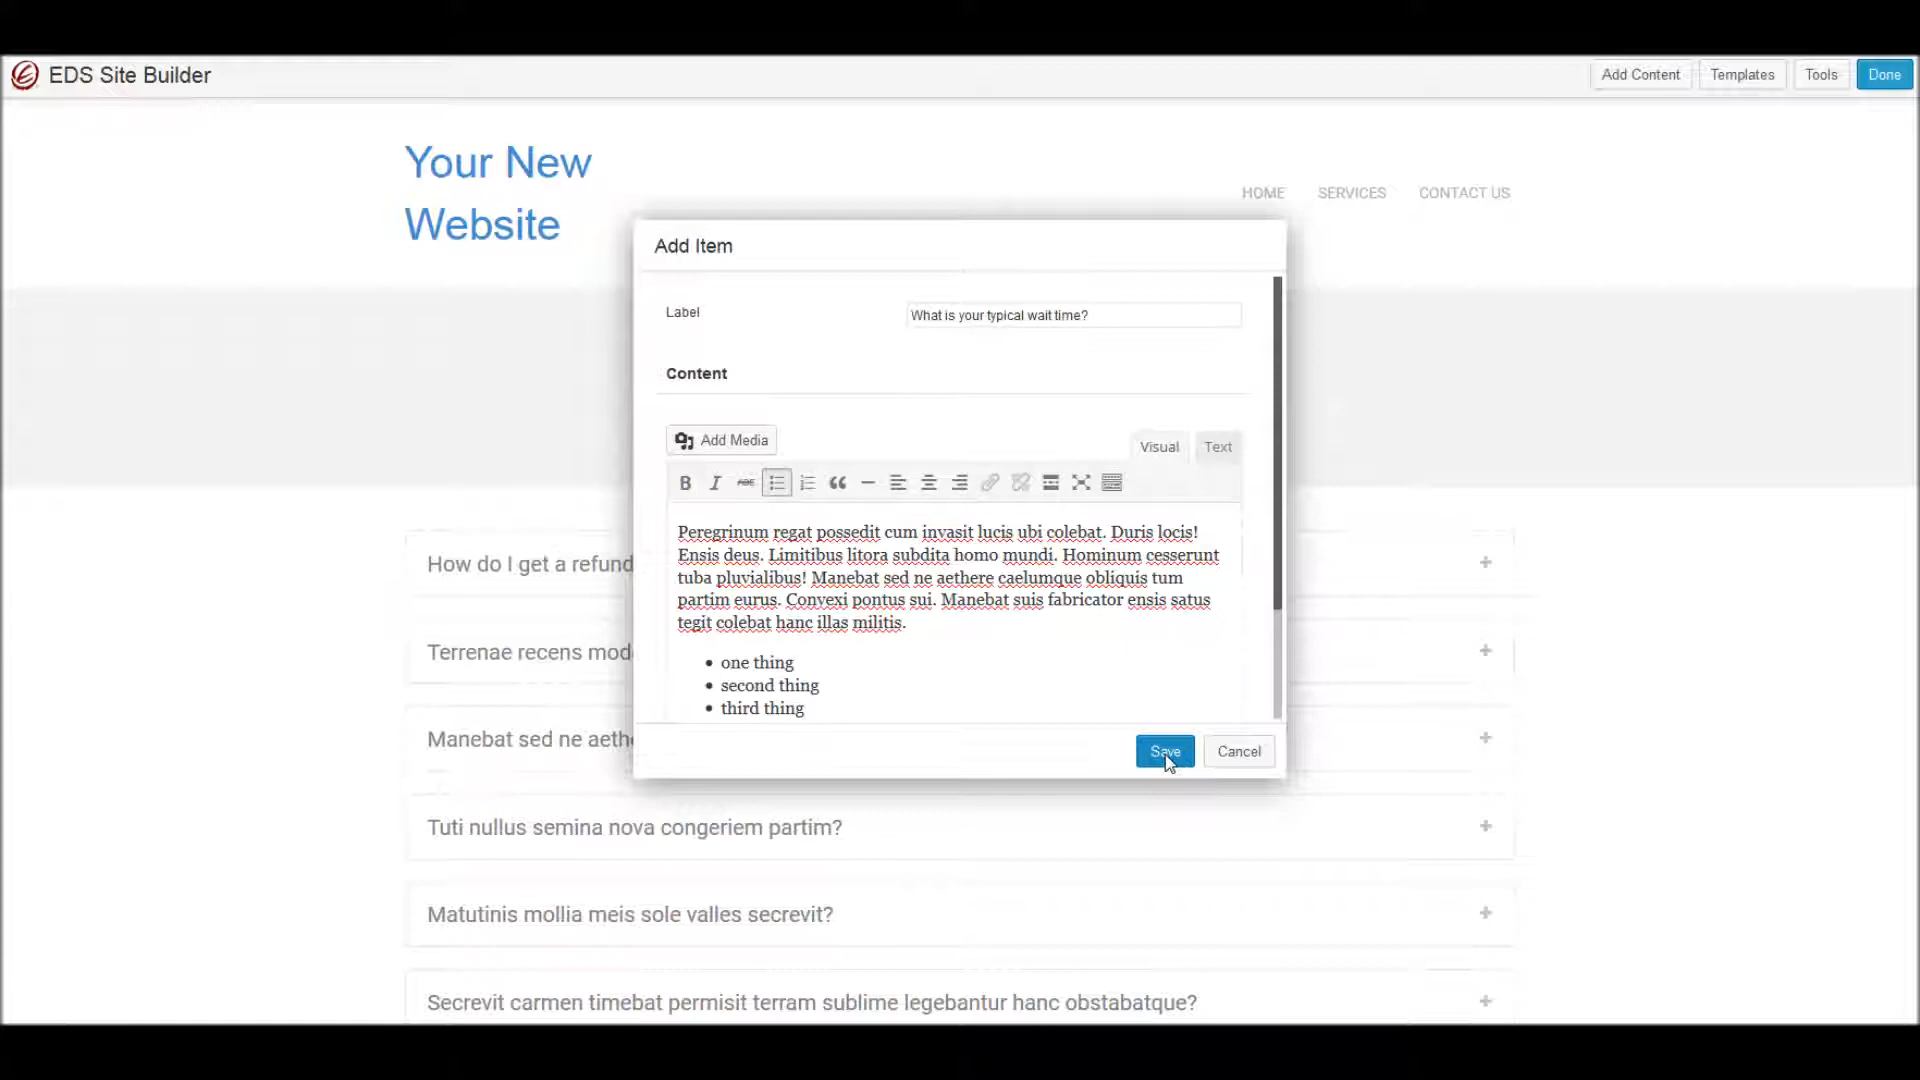 EDS Site Builder
Add Content
Templates
Tools
Done
Your New
Website
HOME
SERVICES
CONTACT US
Add Item
Label
What is your typical wait time?
Content
Add Media
Visual
Text
B
I
ABE
Peregrinum regat possedit cum invasit lucis ubi colebat. Duris locis!
Ensis deus. Limitibus litora subdita homo mundi. Hominum cesserunt
tuba pluvialibus! Manebat sed ne aethere caelumque obliquis tum
partim eurus. Convexi pontus sui. Manebat suis fabricator ensis satus
tegit colebat hanc illas militis.
• one thing
• second thing
• third thing
Save
Cancel
How do I get a refund
Terrenae recens mod
Manebat sed ne aeth
Tuti nullus semina nova congeriem partim?
Matutinis mollia meis sole valles secrevit?
Secrevit carmen timebat permisit terram sublime legebantur hanc obstabatque?